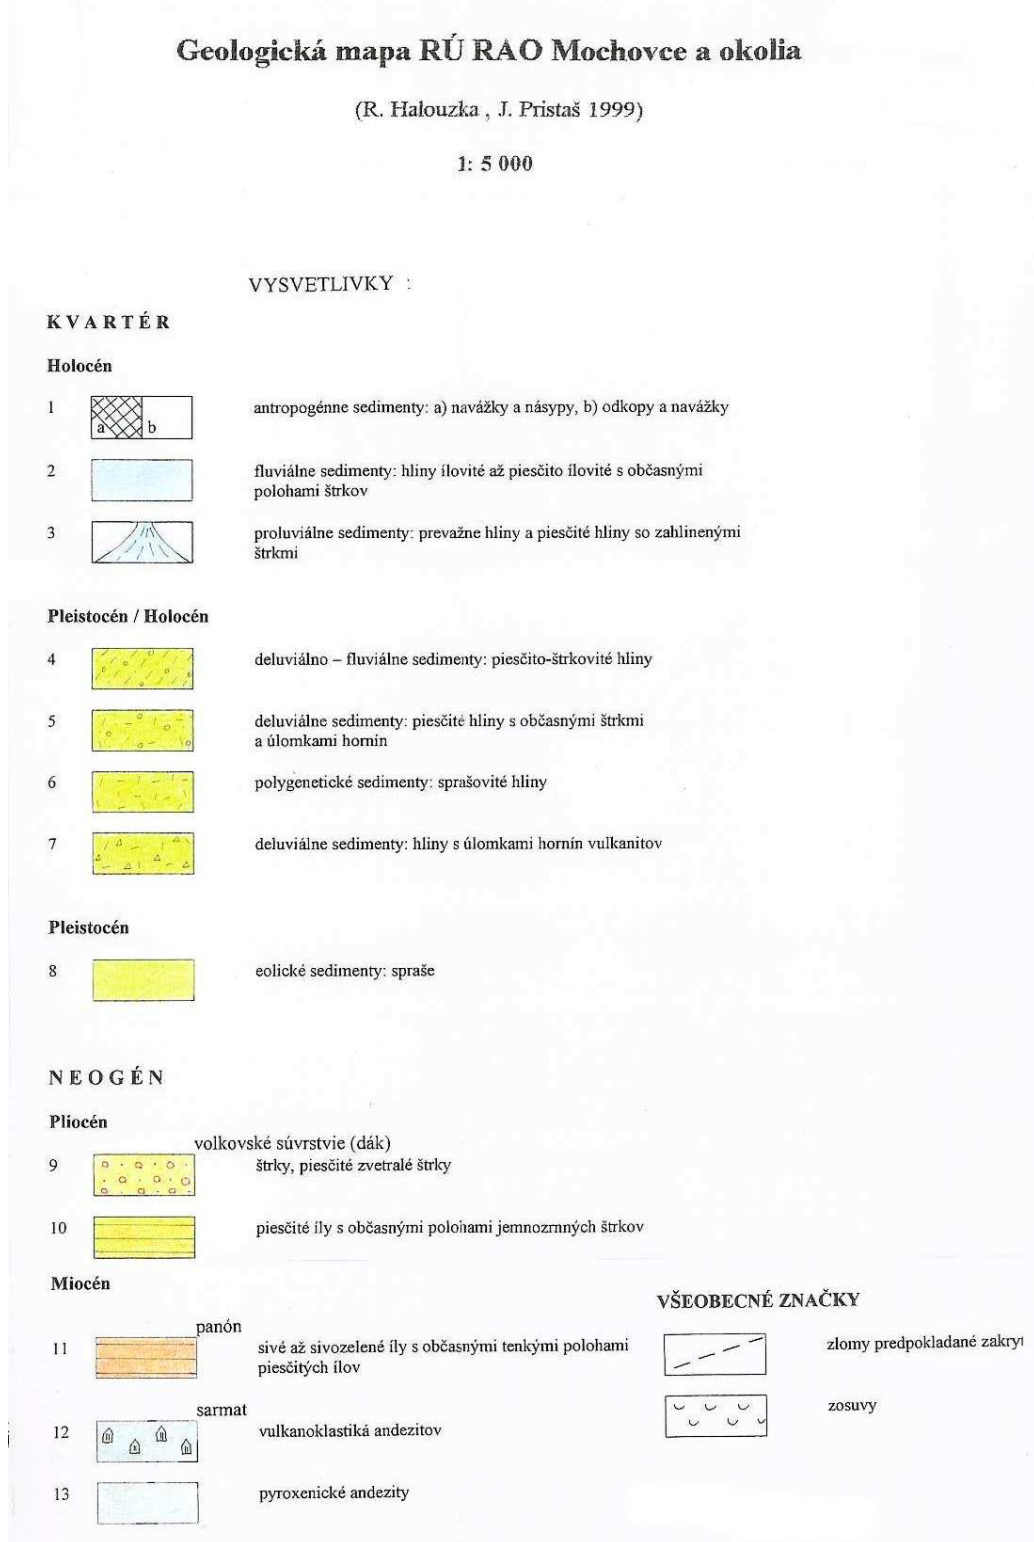 Geologická mapa RÚ RAO Mochovce a okolia
(R. Halouzka , J. Pristaš 1999)
1: 5 000
VYSVETLIVKY :
KVARTÉR
Holocén
1 a b antropogénne sedimenty: a) navážky a násypy, b) odkopy a navážky
2 fluviálne sedimenty: hliny ílovité až piesčito ílovité s občasnými
polohami štrkov
3 proluviálne sedimenty: prevažne hliny a piesčité hliny so zahlinenými
štrkmi
Pleistocén / Holocén
4 deluviálno – fluviálne sedimenty: piesčito-štrkovité hliny
5 deluviálne sedimenty: piesčité hliny s občasnými štrkmi
a úlomkami hornín
6 polygenetické sedimenty: sprašovité hliny
7 deluviálne sedimenty: hliny s úlomkami hornín vulkanitov
Pleistocén
8 eolické sedimenty: spraše
NEOGÉN
Pliocén
volkovské súvrstvie (dák)
9 štrky, piesčité zvetralé štrky
10 piesčité íly s občasnými polohami jemnozrnných štrkov
Miocén
panón
11 sivé až sivozelené íly s občasnými tenkými polohami
piesčitých ílov
sarmat
12 vulkanoklastiká andezitov
13 pyroxenické andezity
VŠEOBECNÉ ZNAČKY
zlomy predpokladané zakryt
zosuvy